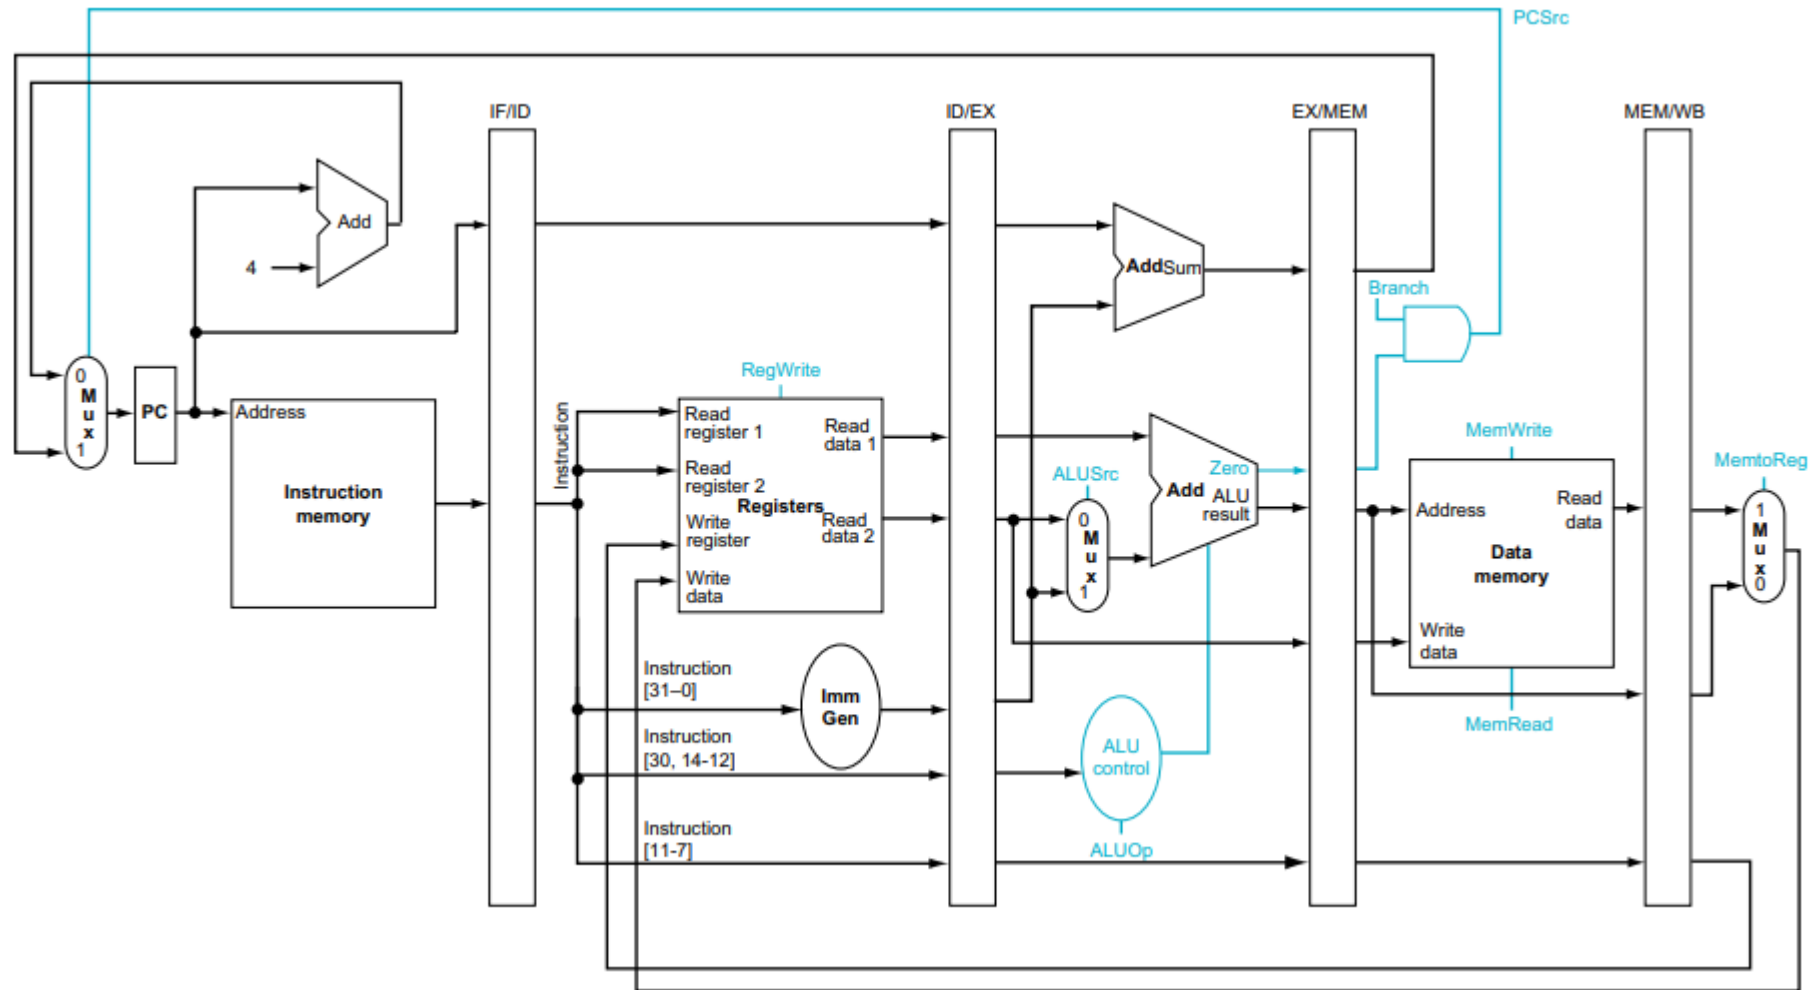 PCSrc
IF/ID
ID/EX
EX/MEM
MEM/WB
Add
4
Add Sum
Branch
0
M
u
x
1
PC
Address
Instruction
memory
Instruction
RegWrite
Read
register 1
Read
data 1
Read
register 2
Registers
Write
register
Read
data 2
Write
data
ALUSrc
0
M
u
x
1
Zero
Add
ALU
result
MemWrite
Address
Read
data
Data
memory
Write
data
MemRead
MemtoReg
1
M
u
x
0
Instruction
[31–0]
Imm
Gen
Instruction
[30, 14-12]
ALU
control
Instruction
[11-7]
ALUOp